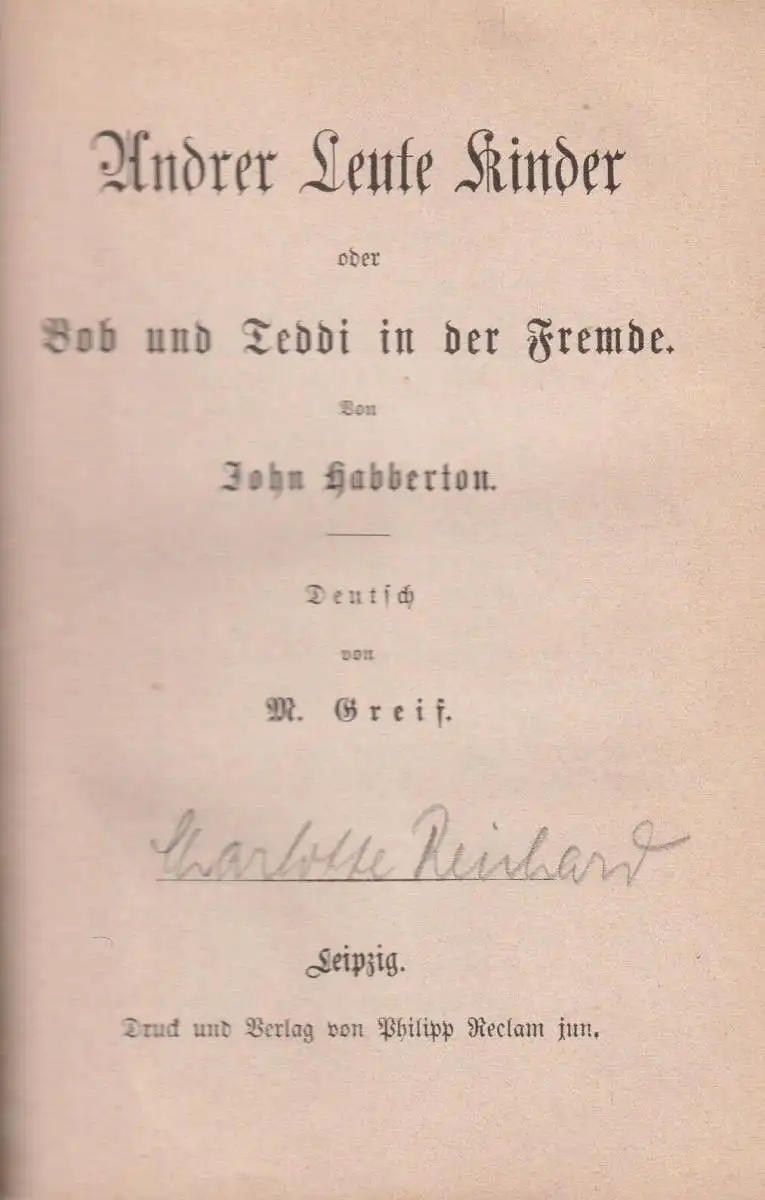 Andrer Leute Kinder
oder
Bob und Teddi in der Fremde.
Von
John Habberton.
Deutsch
von
M. Greif.
Charlotte Reinhard
Leipzig.
Druck und Verlag von Philipp Reclam jun.